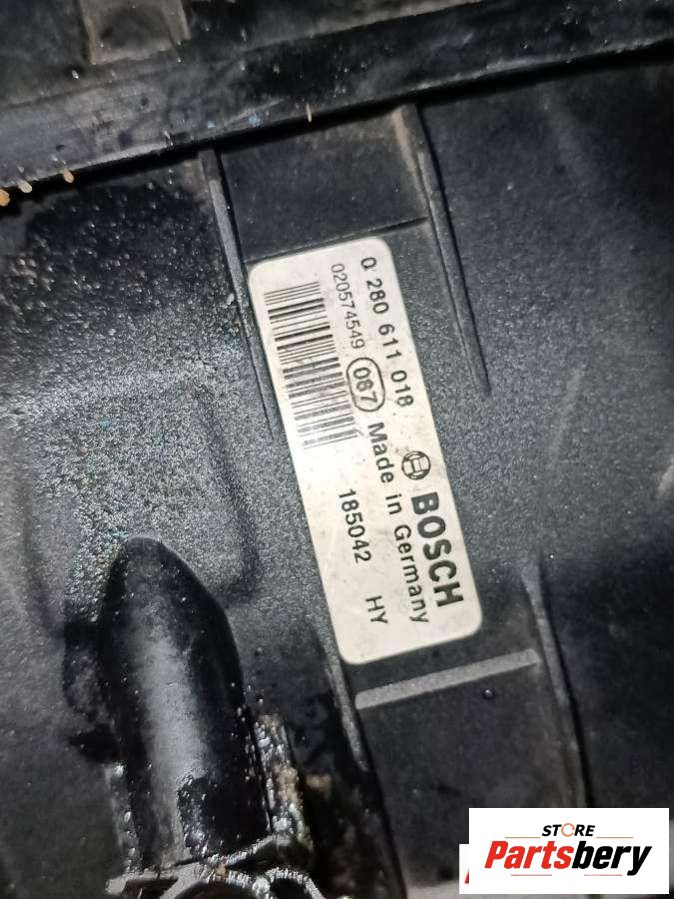 0 280 611 018
020574549
087 Made in Germany
BOSCH
185042 HY
STORE
Partsbery